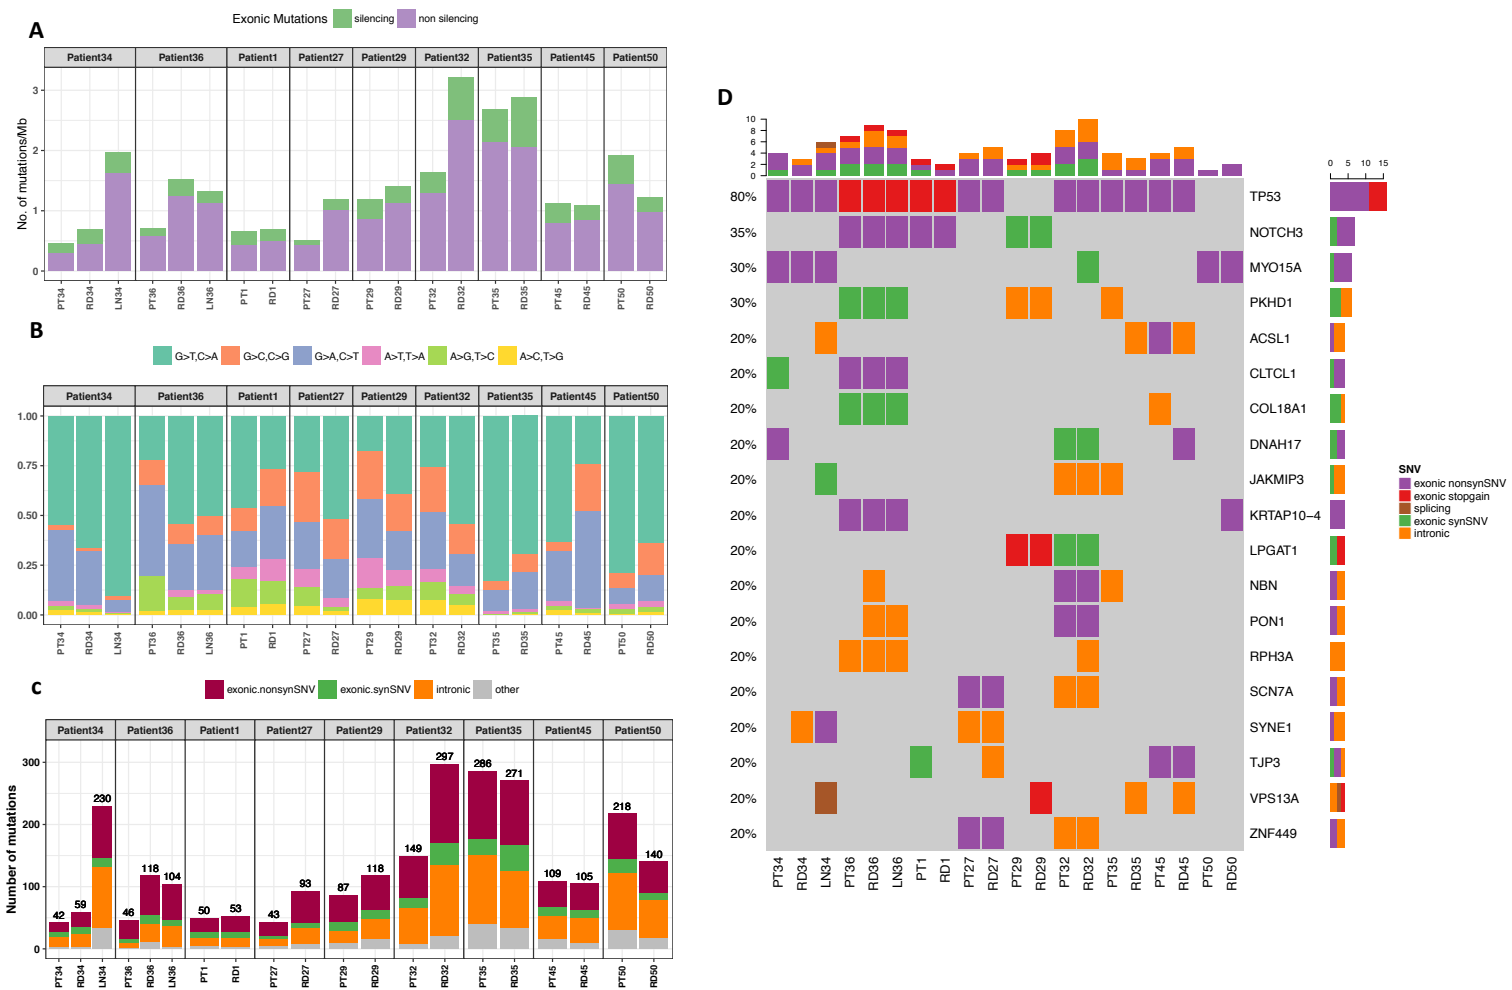 A
Exonic Mutations silencing non silencing
Patient34 Patient36 Patient1 Patient27 Patient29 Patient32 Patient35 Patient45 Patient50
No. of mutations/Mb
3
2
1
0
PT34 RD34 LN34 PT36 RD36 LN36 PT1 RD1 PT27 RD27 PT29 RD29 PT32 RD32 PT35 RD35 PT45 RD45 PT50 RD50
B
G>T,C>A G>C,C>G G>A,C>T A>T,T>A A>G,T>C A>C,T>G
Patient34 Patient36 Patient1 Patient27 Patient29 Patient32 Patient35 Patient45 Patient50
1.00
0.75
0.50
0.25
0.00
PT34 RD34 LN34 PT36 RD36 LN36 PT1 RD1 PT27 RD27 PT29 RD29 PT32 RD32 PT35 RD35 PT45 RD45 PT50 RD50
c
exonic.nonsynSNV exonic.synSNV intronic other
Patient34 Patient36 Patient1 Patient27 Patient29 Patient32 Patient35 Patient45 Patient50
Number of mutations
300
200
100
0
42 59 230 46 118 104 50 53 43 93 87 118 149 297 286 271 109 105 218 140
PT34 RD34 LN34 PT36 RD36 LN36 PT1 RD1 PT27 RD27 PT29 RD29 PT32 RD32 PT35 RD35 PT45 RD45 PT50 RD50
D
10
8
6
4
2
0
0 5 10 15
80% TP53
35% NOTCH3
30% MYO15A
30% PKHD1
20% ACSL1
20% CLTCL1
20% COL18A1
20% DNAH17
20% JAKMIP3
20% KRTAP10−4
20% LPGAT1
20% NBN
20% PON1
20% RPH3A
20% SCN7A
20% SYNE1
20% TJP3
20% VPS13A
20% ZNF449
PT34 RD34 LN34 PT36 RD36 LN36 PT1 RD1 PT27 RD27 PT29 RD29 PT32 RD32 PT35 RD35 PT45 RD45 PT50 RD50
SNV
exonic nonsynSNV
exonic stopgain
splicing
exonic synSNV
intronic